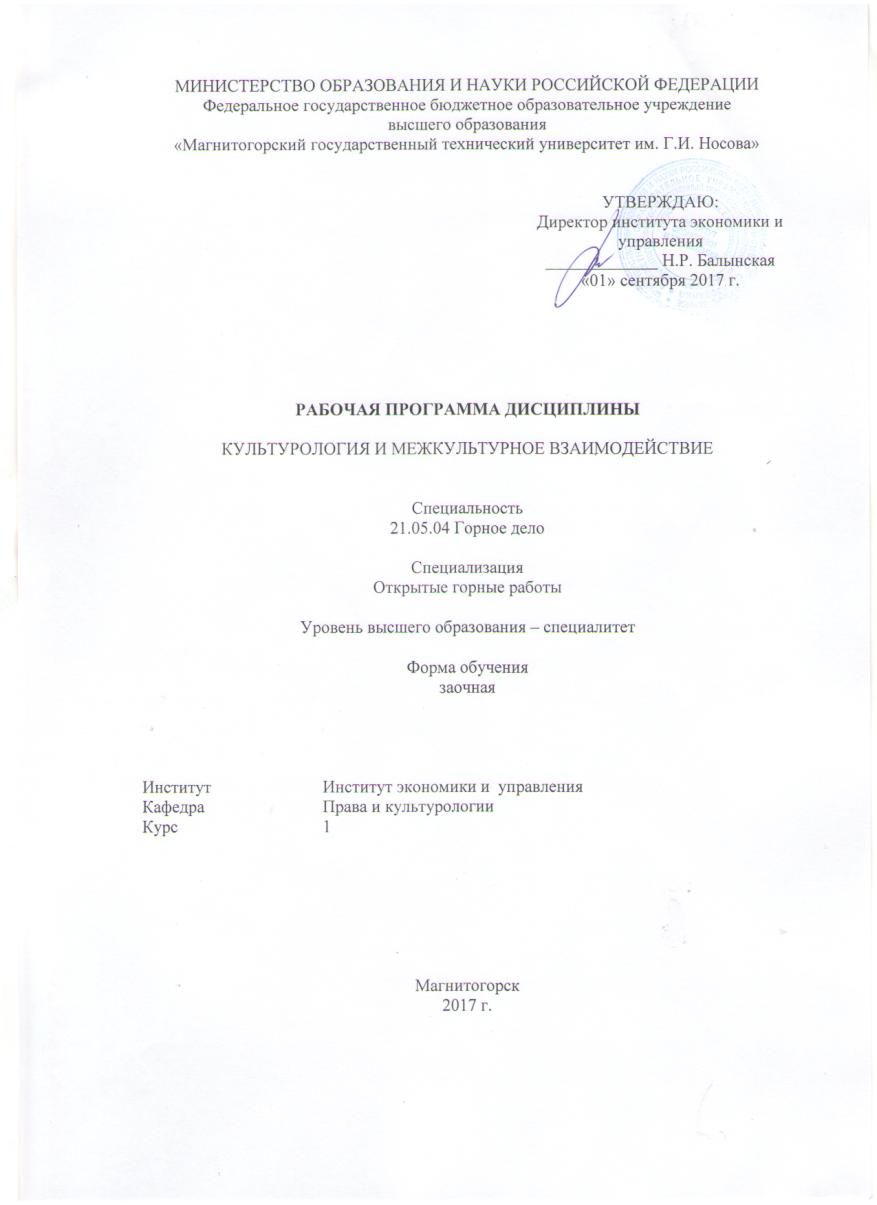 МИНИСТЕРСТВО ОБРАЗОВАНИЯ И НАУКИ РОССИЙСКОЙ ФЕДЕРАЦИИ
Федеральное государственное бюджетное образовательное учреждение
высшего образования
«Магнитогорский государственный технический университет им. Г.И. Носова»
УТВЕРЖДАЮ:
Директор института экономики и
управления
_____________ Н.Р. Балынская
«01» сентября 2017 г.
РАБОЧАЯ ПРОГРАММА ДИСЦИПЛИНЫ
КУЛЬТУРОЛОГИЯ И МЕЖКУЛЬТУРНОЕ ВЗАИМОДЕЙСТВИЕ
Специальность
21.05.04 Горное дело
Специализация
Открытые горные работы
Уровень высшего образования – специалитет
Форма обучения
заочная
Институт Институт экономики и управления
Кафедра Права и культурологии
Курс 1
Магнитогорск
2017 г.